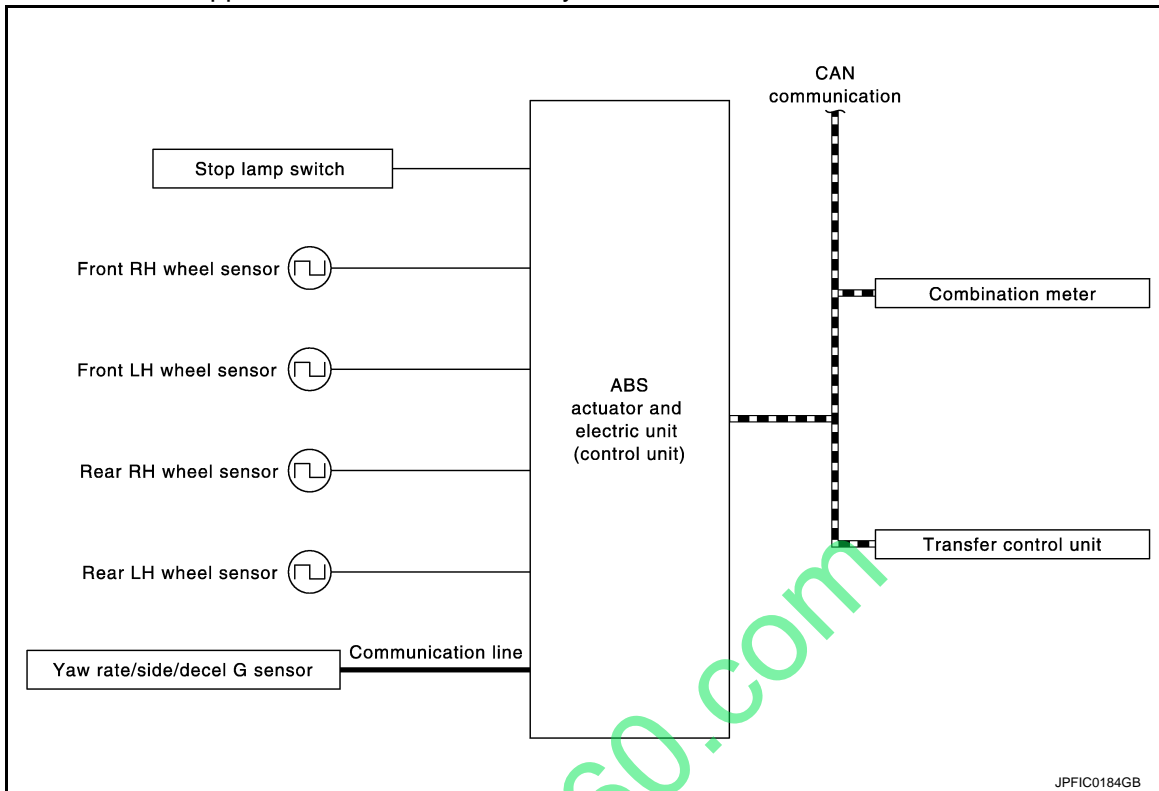 CAN
communication
Stop lamp switch
Front RH wheel sensor
Combination meter
Front LH wheel sensor
ABS
actuator and
electric unit
(control unit)
Rear RH wheel sensor
Transfer control unit
Rear LH wheel sensor
Communication line
Yaw rate/side/decel G sensor
60.com
JPFIC0184GB